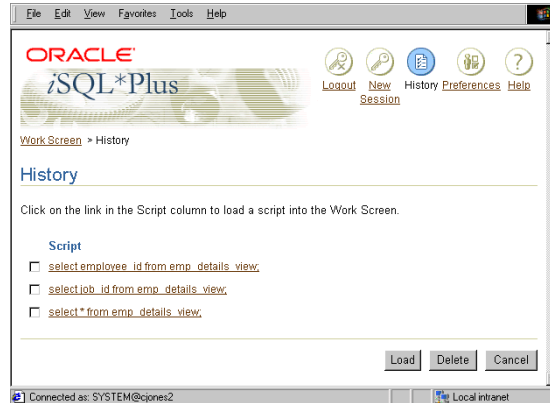 File Edit View Favorites Tools Help
ORACLE
iSQL*Plus
Logout New Session History Preferences Help
Work Screen > History
History
Click on the link in the Script column to load a script into the Work Screen.
Script
select employee_id from emp_details_view;
select job_id from emp_details_view;
select * from emp_details_view;
Load Delete Cancel
Connected as: SYSTEM@cjones2 Local intranet